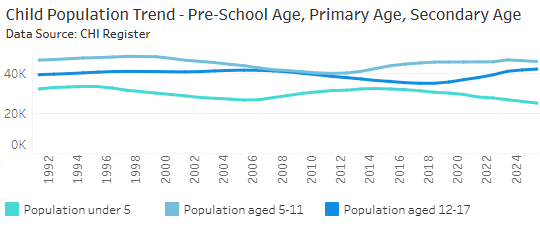 Child Population Trend - Pre-School Age, Primary Age, Secondary Age
Data Source: CHI Register
40K
20K
0K
1992
1994
1996
1998
2000
2002
2004
2006
2008
2010
2012
2014
2016
2018
2020
2022
2024
Population under 5
Population aged 5-11
Population aged 12-17